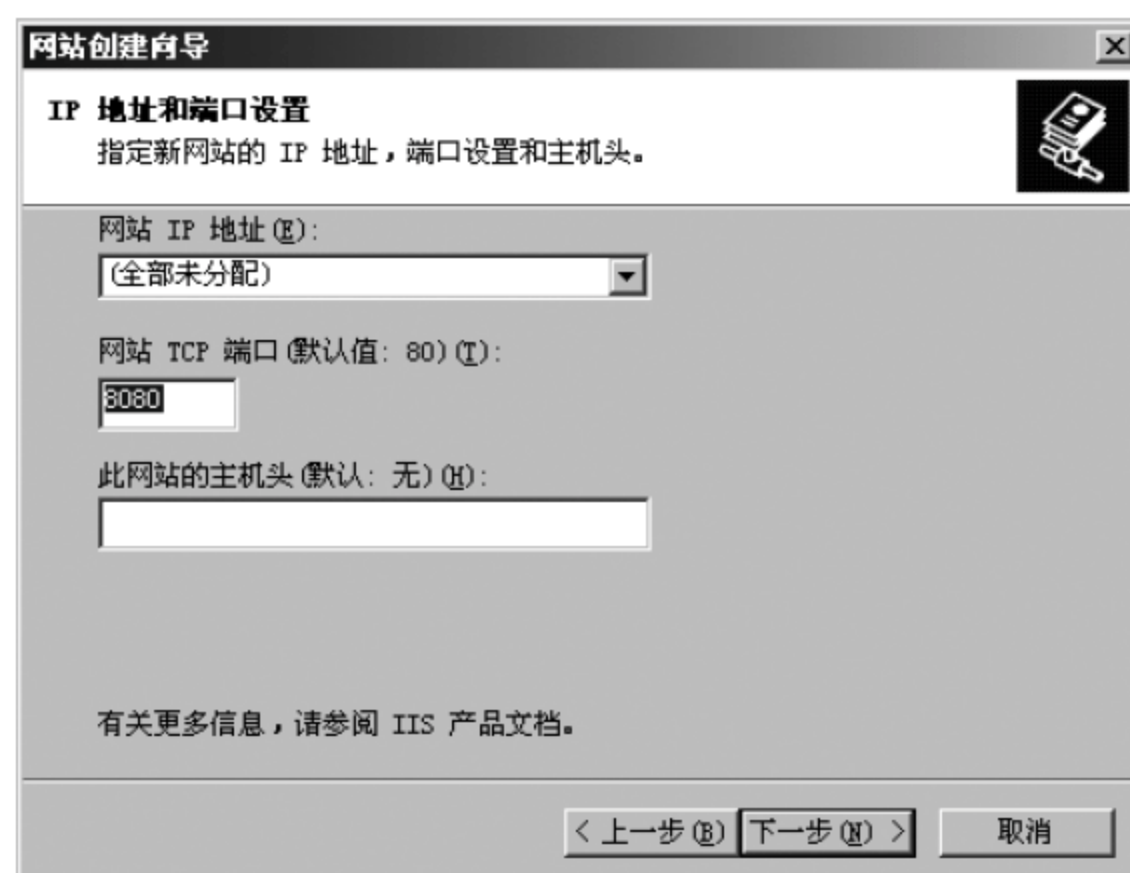 网站创建向导
IP 地址和端口设置
指定新网站的 IP 地址，端口设置和主机头。
网站 IP 地址(E):
(全部未分配)
网站 TCP 端口(默认值: 80)(T):
8080
此网站的主机头(默认: 无)(H):
有关更多信息，请参阅 IIS 产品文档。
< 上一步(B) 下一步(N) > 取消